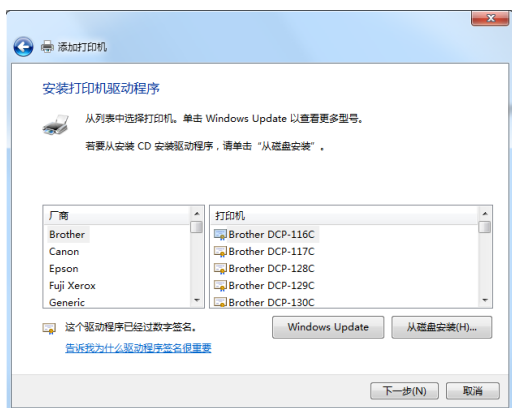 添加打印机
安装打印机驱动程序
从列表中选择打印机。单击 Windows Update 以查看更多型号。
若要从安装 CD 安装驱动程序，请单击“从磁盘安装”。
厂商
Brother
Canon
Epson
Fuji Xerox
Generic
打印机
Brother DCP-116C
Brother DCP-117C
Brother DCP-128C
Brother DCP-129C
Brother DCP-130C
这个驱动程序已经过数字签名。
告诉我为什么驱动程序签名很重要
Windows Update
从磁盘安装(H)...
下一步(N)
取消